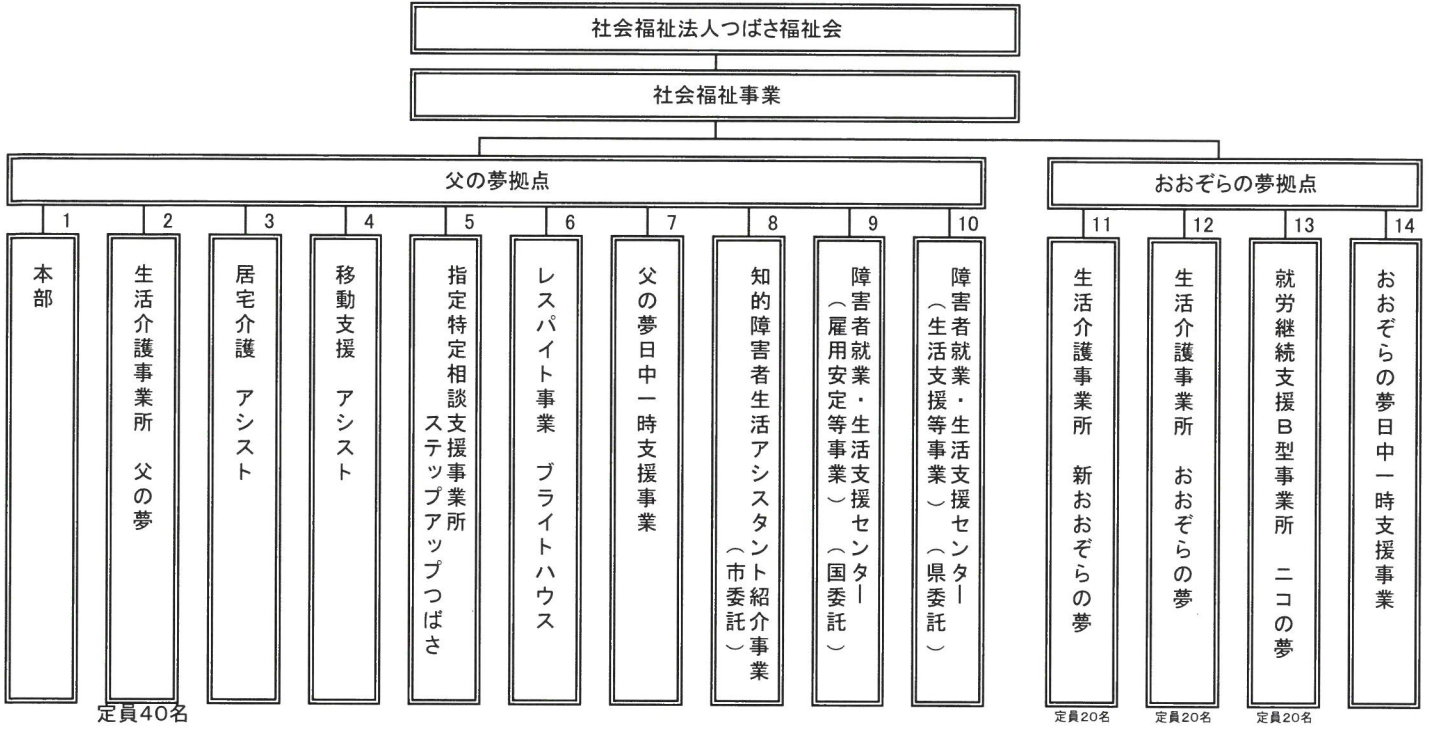 社会福祉法人つばさ福祉会
社会福祉事業
父の夢拠点
おおぞらの夢拠点
1
本部
2
生活介護事業所 父の夢
定員40名
3
居宅介護 アシスト
4
移動支援 アシスト
5
指定特定相談支援事業所
ステップアップつばさ
6
レスパイト事業 ブライトハウス
7
父の夢日中一時支援事業
8
知的障害者生活アシスタント紹介事業
（市委託）
9
障害者就業・生活支援センター
（雇用安定等事業） （国委託）
10
障害者就業・生活支援センター
（生活支援等事業） （県委託）
11
生活介護事業所 新おおぞらの夢
定員20名
12
生活介護事業所 おおぞらの夢
定員20名
13
就労継続支援B型事業所 ニコの夢
定員20名
14
おおぞらの夢日中一時支援事業